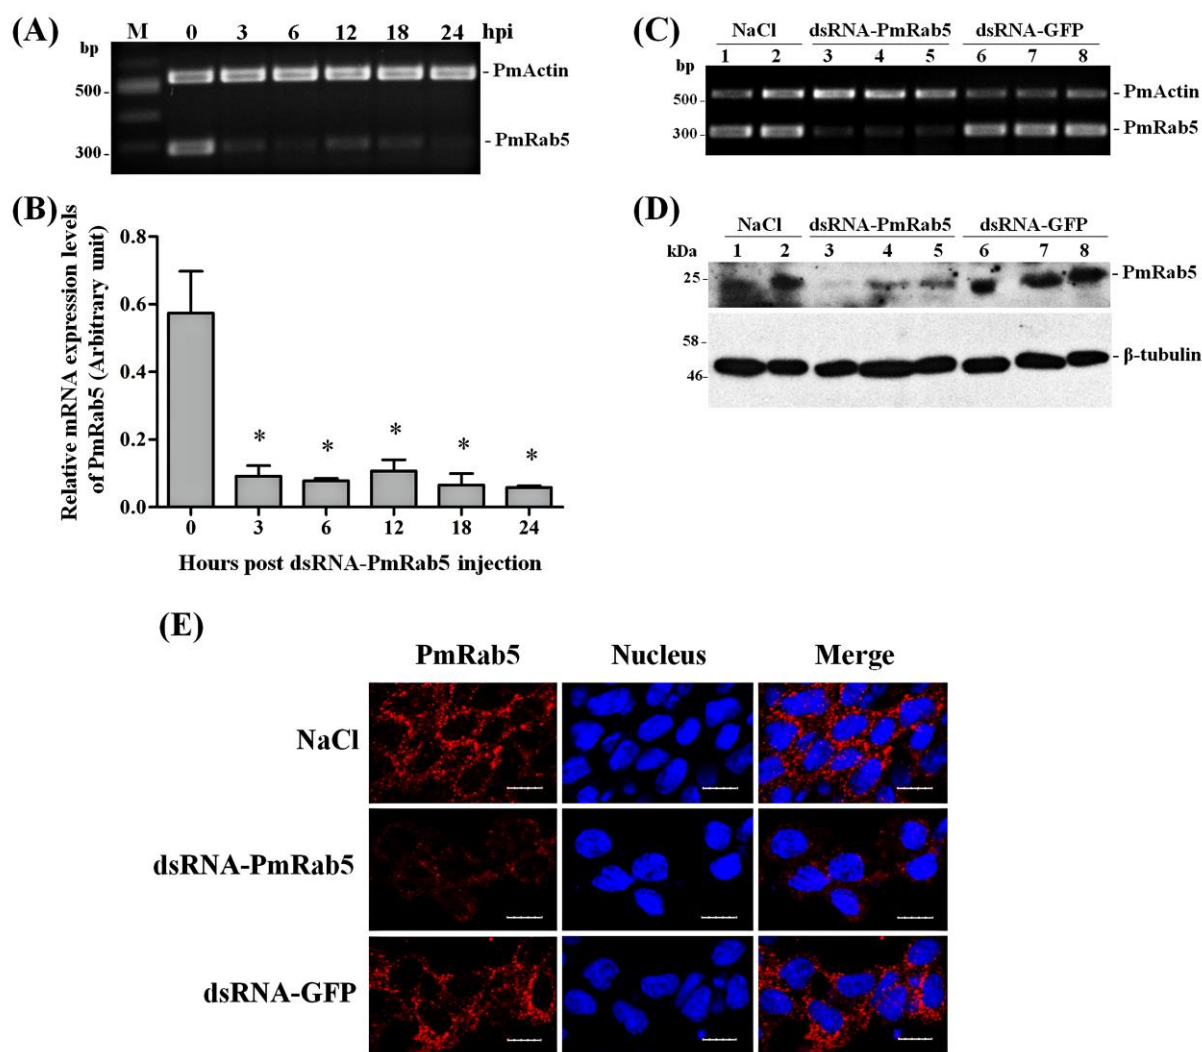 (A)
M 0 3 6 12 18 24 hpi
bp
500
300
- PmActin
- PmRab5
(B)
Relative mRNA expression levels
of PmRab5 (Arbitrary unit)
0.8
0.6
0.4
0.2
0.0
* * * * *
0 3 6 12 18 24
Hours post dsRNA-PmRab5 injection
(C)
NaCl dsRNA-PmRab5 dsRNA-GFP
1 2 3 4 5 6 7 8
bp
500
300
- PmActin
- PmRab5
(D)
NaCl dsRNA-PmRab5 dsRNA-GFP
kDa 1 2 3 4 5 6 7 8
25
- PmRab5
58
46
- β-tubulin
(E)
PmRab5 Nucleus Merge
NaCl
dsRNA-PmRab5
dsRNA-GFP